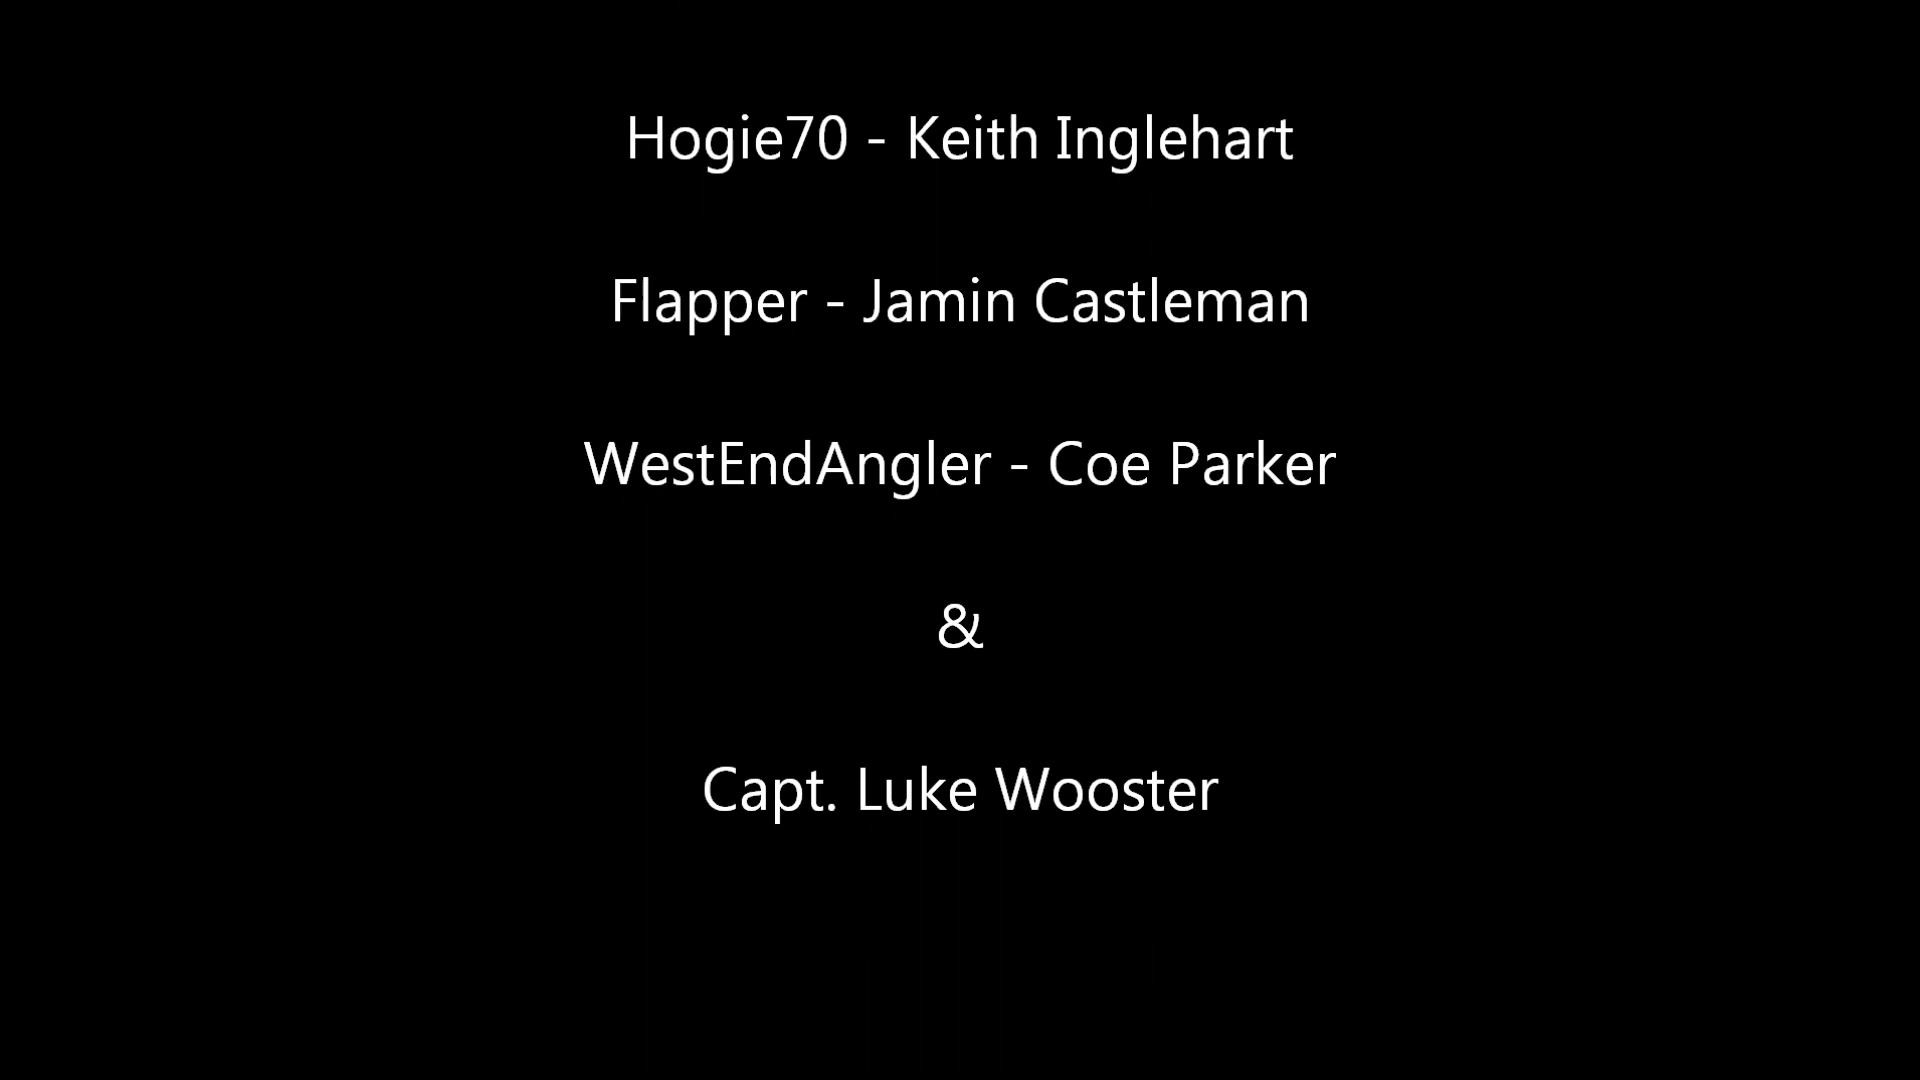 Hogie70 - Keith Inglehart
Flapper - Jamin Castleman
WestEndAngler - Coe Parker
&
Capt. Luke Wooster